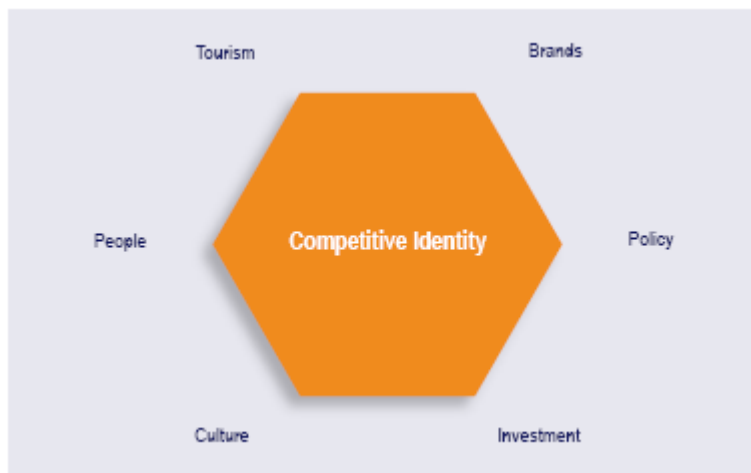 Tourism
Brands
People
Competitive Identity
Policy
Culture
Investment